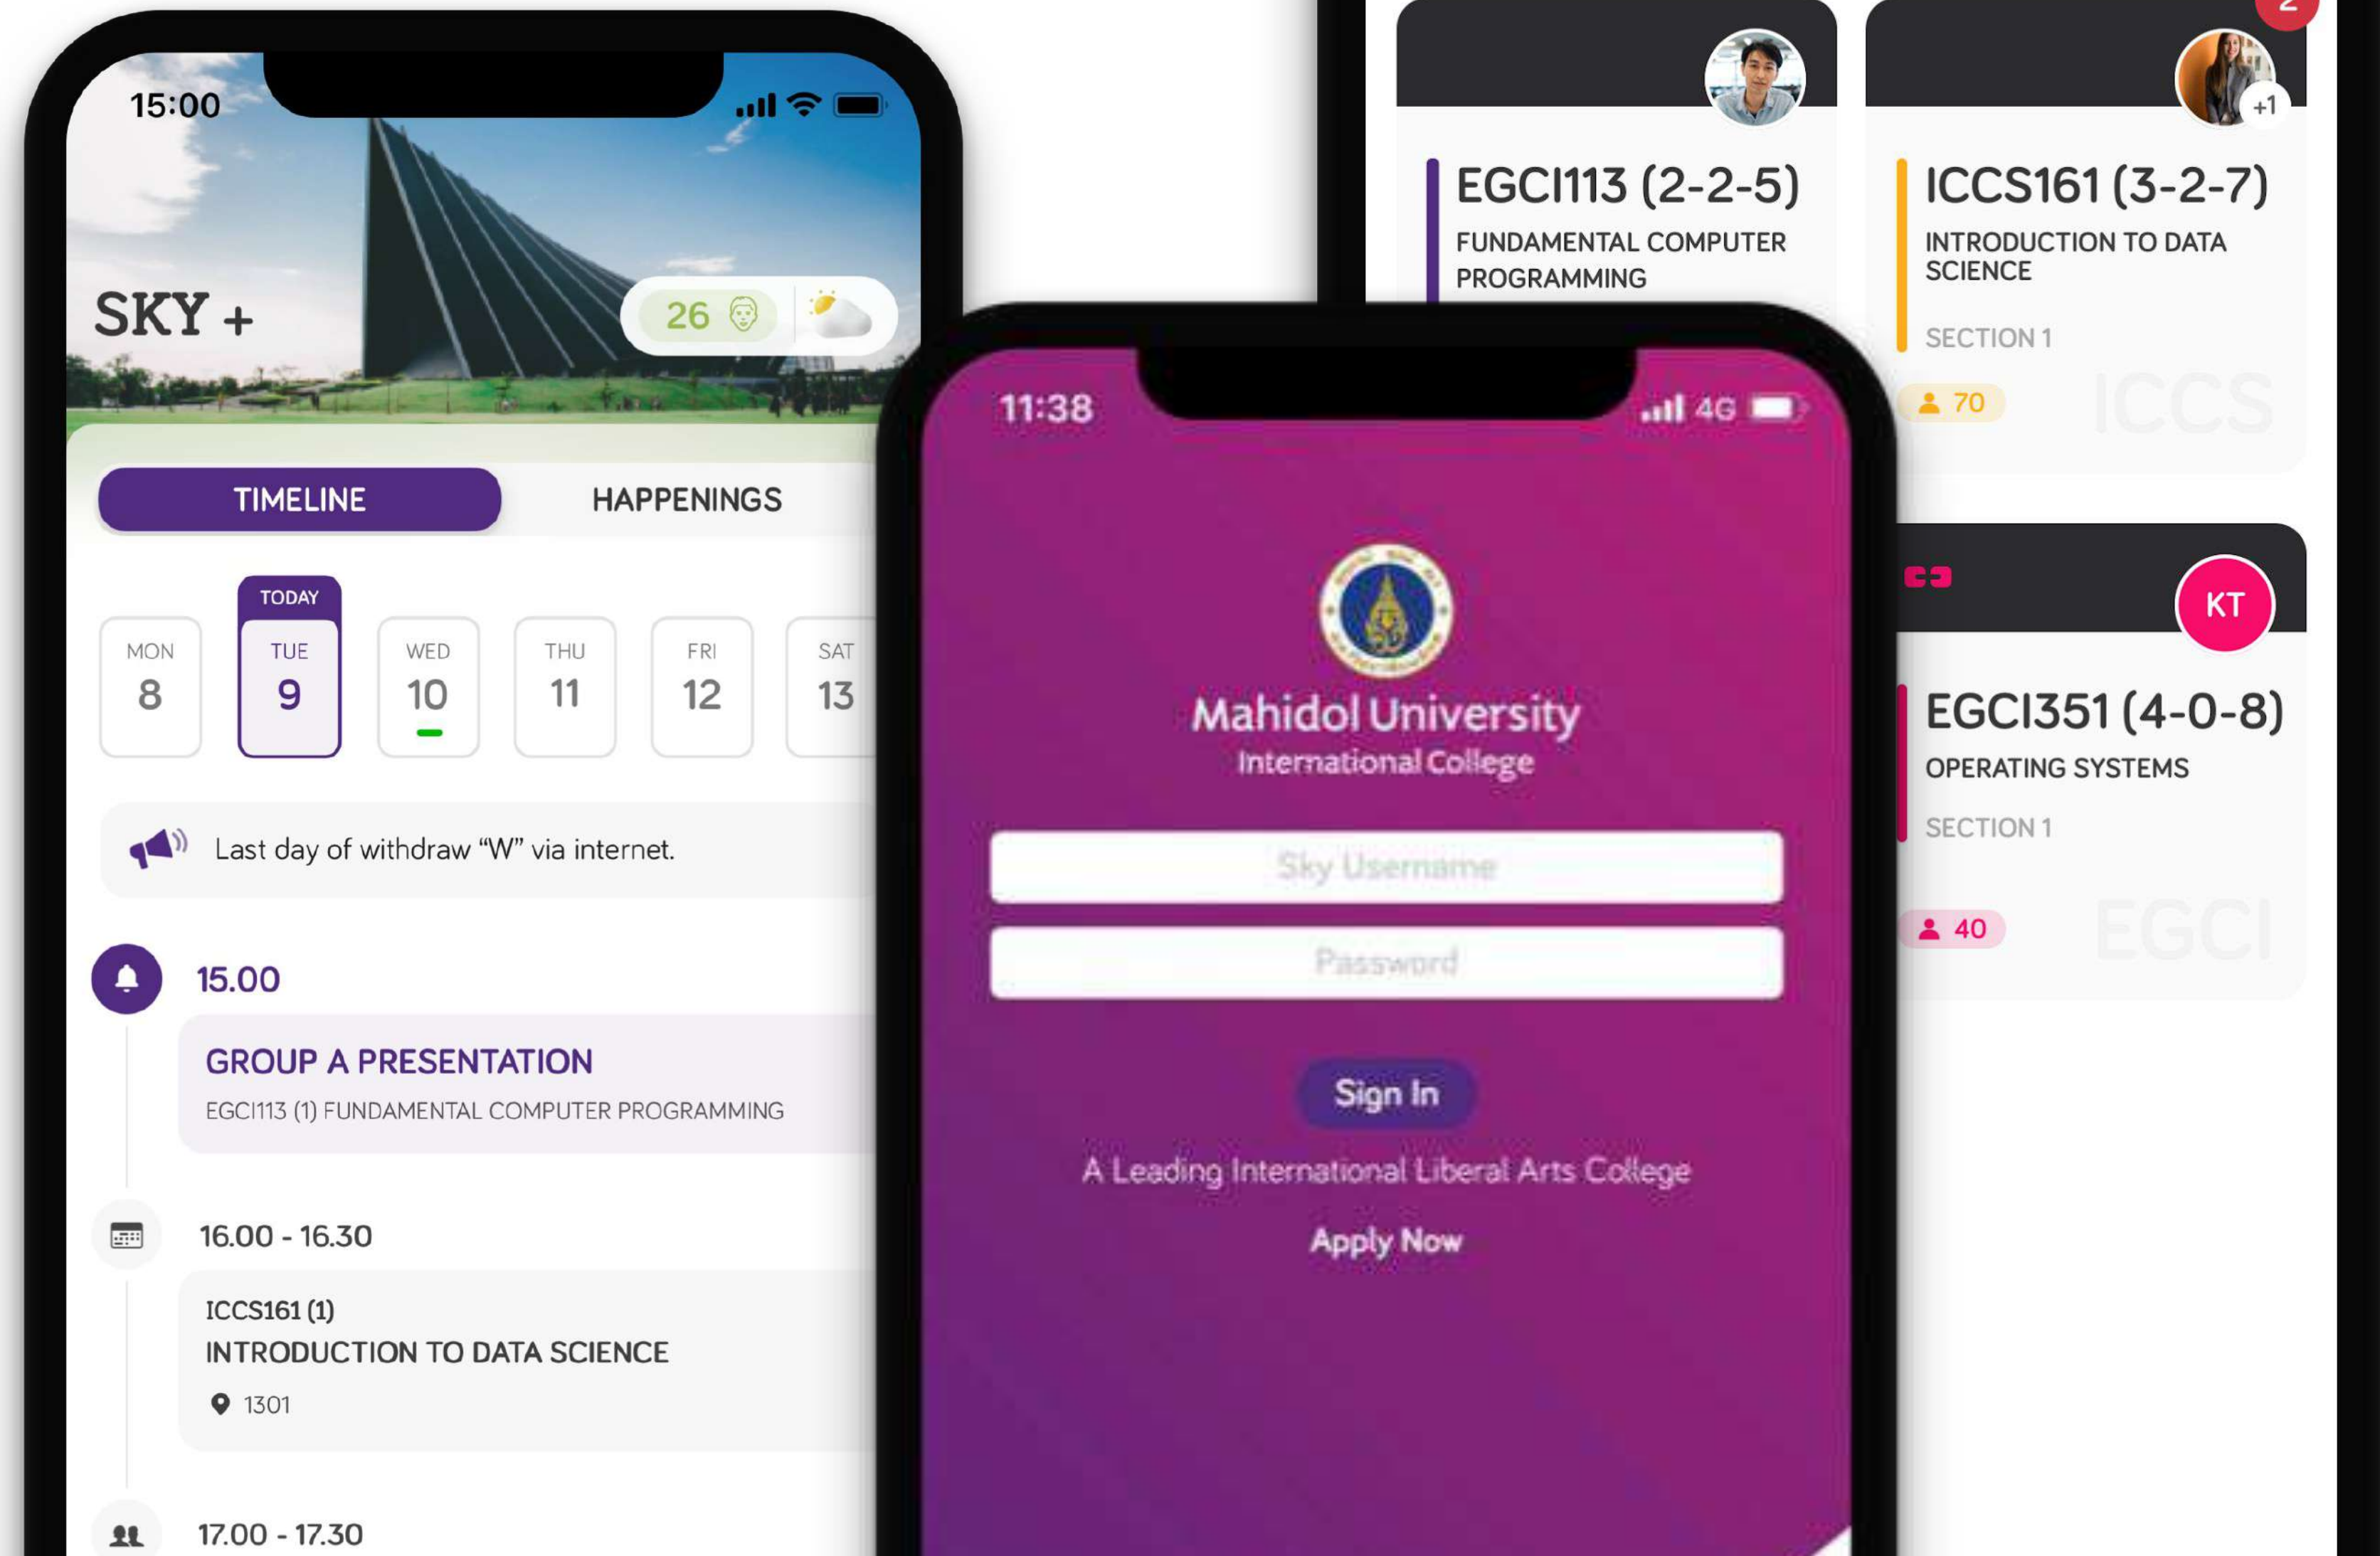 15:00
SKY +
26
TIMELINE
HAPPENINGS
TODAY
MON
TUE
WED
THU
FRI
SAT
8
9
10
11
12
13
Last day of withdraw “W” via internet.
15.00
GROUP A PRESENTATION
EGCI113 (1) FUNDAMENTAL COMPUTER PROGRAMMING
16.00 - 16.30
ICCS161 (1)
INTRODUCTION TO DATA SCIENCE
1301
17.00 - 17.30
11:38
4G
Mahidol University
International College
Sky Username
Password
Sign In
A Leading International Liberal Arts College
Apply Now
EGCI113 (2-2-5)
FUNDAMENTAL COMPUTER
PROGRAMMING
2
+1
ICCS161 (3-2-7)
INTRODUCTION TO DATA
SCIENCE
SECTION 1
70
ICCS
KT
EGCI351 (4-0-8)
OPERATING SYSTEMS
SECTION 1
40
EGCI